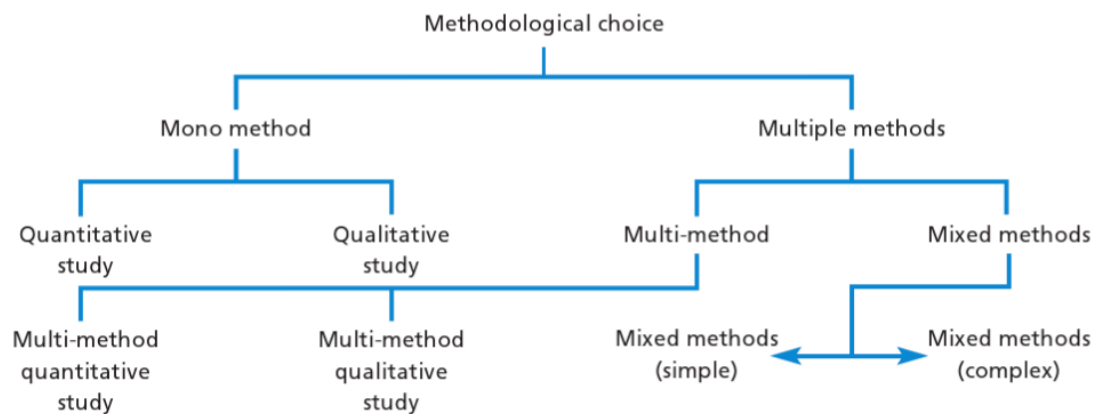 Methodological choice
Mono method
Multiple methods
Quantitative
study
Qualitative
study
Multi-method
Mixed methods
Multi-method
quantitative
study
Multi-method
qualitative
study
Mixed methods
(simple)
Mixed methods
(complex)